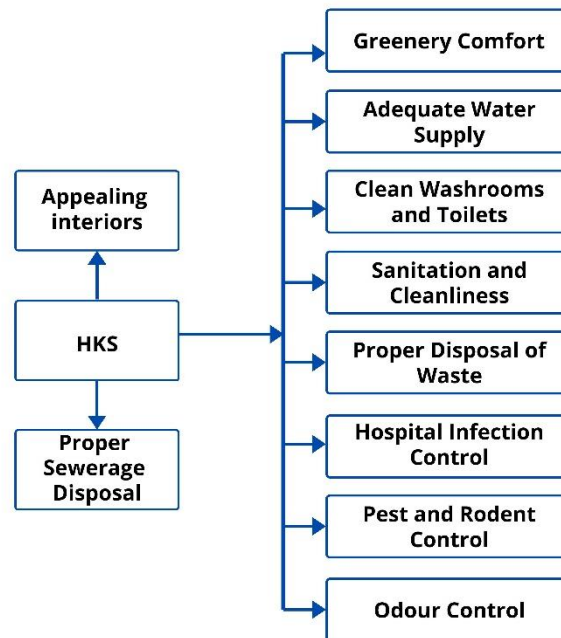 Appealing
interiors
HKS
Proper
Sewerage
Disposal
Greenery Comfort
Adequate Water
Supply
Clean Washrooms
and Toilets
Sanitation and
Cleanliness
Proper Disposal of
Waste
Hospital Infection
Control
Pest and Rodent
Control
Odour Control